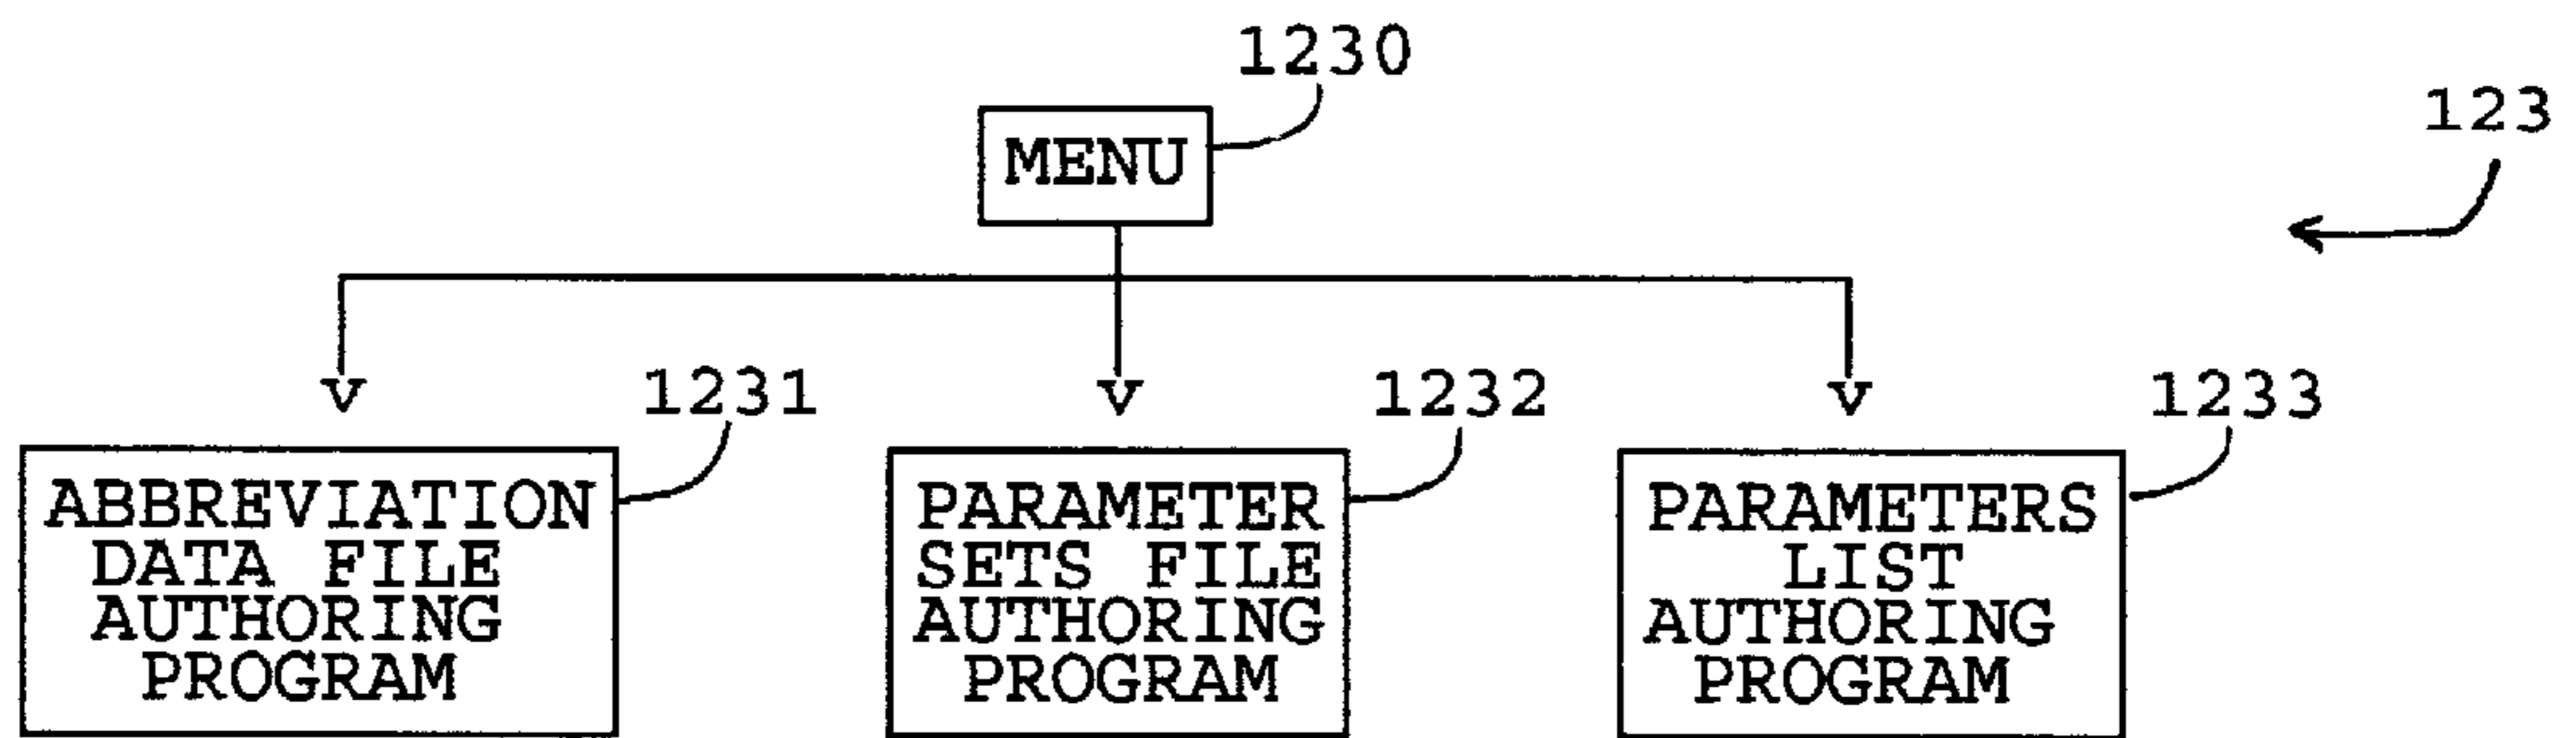 1230
123
MENU
v
v
v
1231
1232
1233
ABBREVIATION
DATA FILE
AUTHORING
PROGRAM
PARAMETER
SETS FILE
AUTHORING
PROGRAM
PARAMETERS
LIST
AUTHORING
PROGRAM